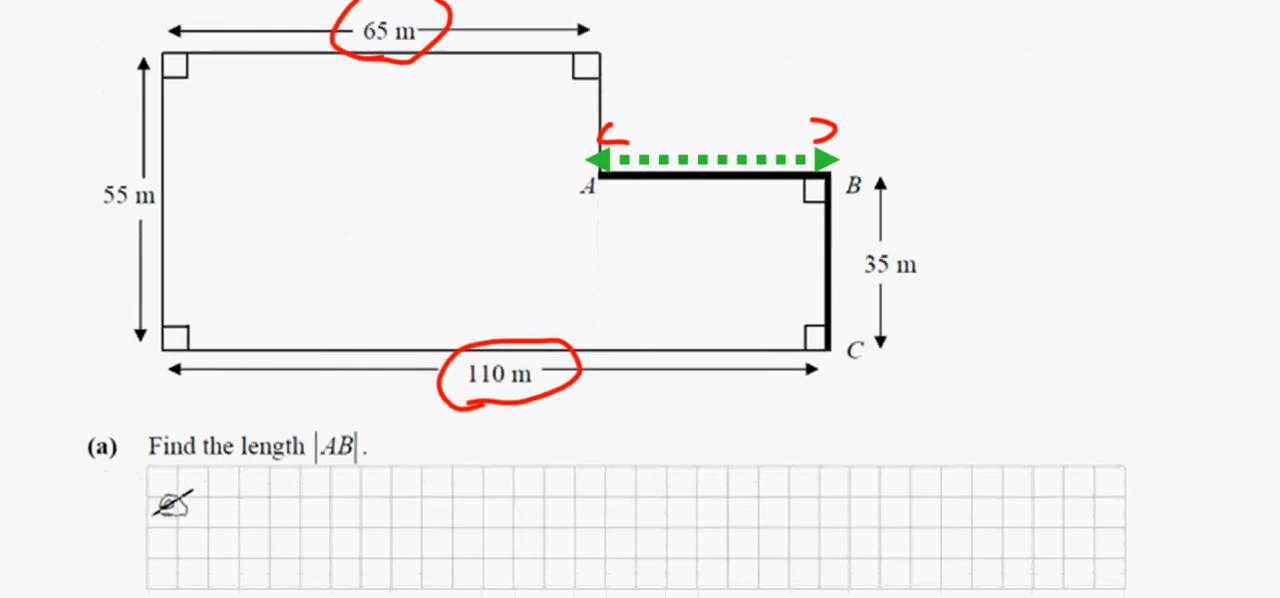 65 m
55 m
A
B
35 m
C
110 m
(a) Find the length |AB|.